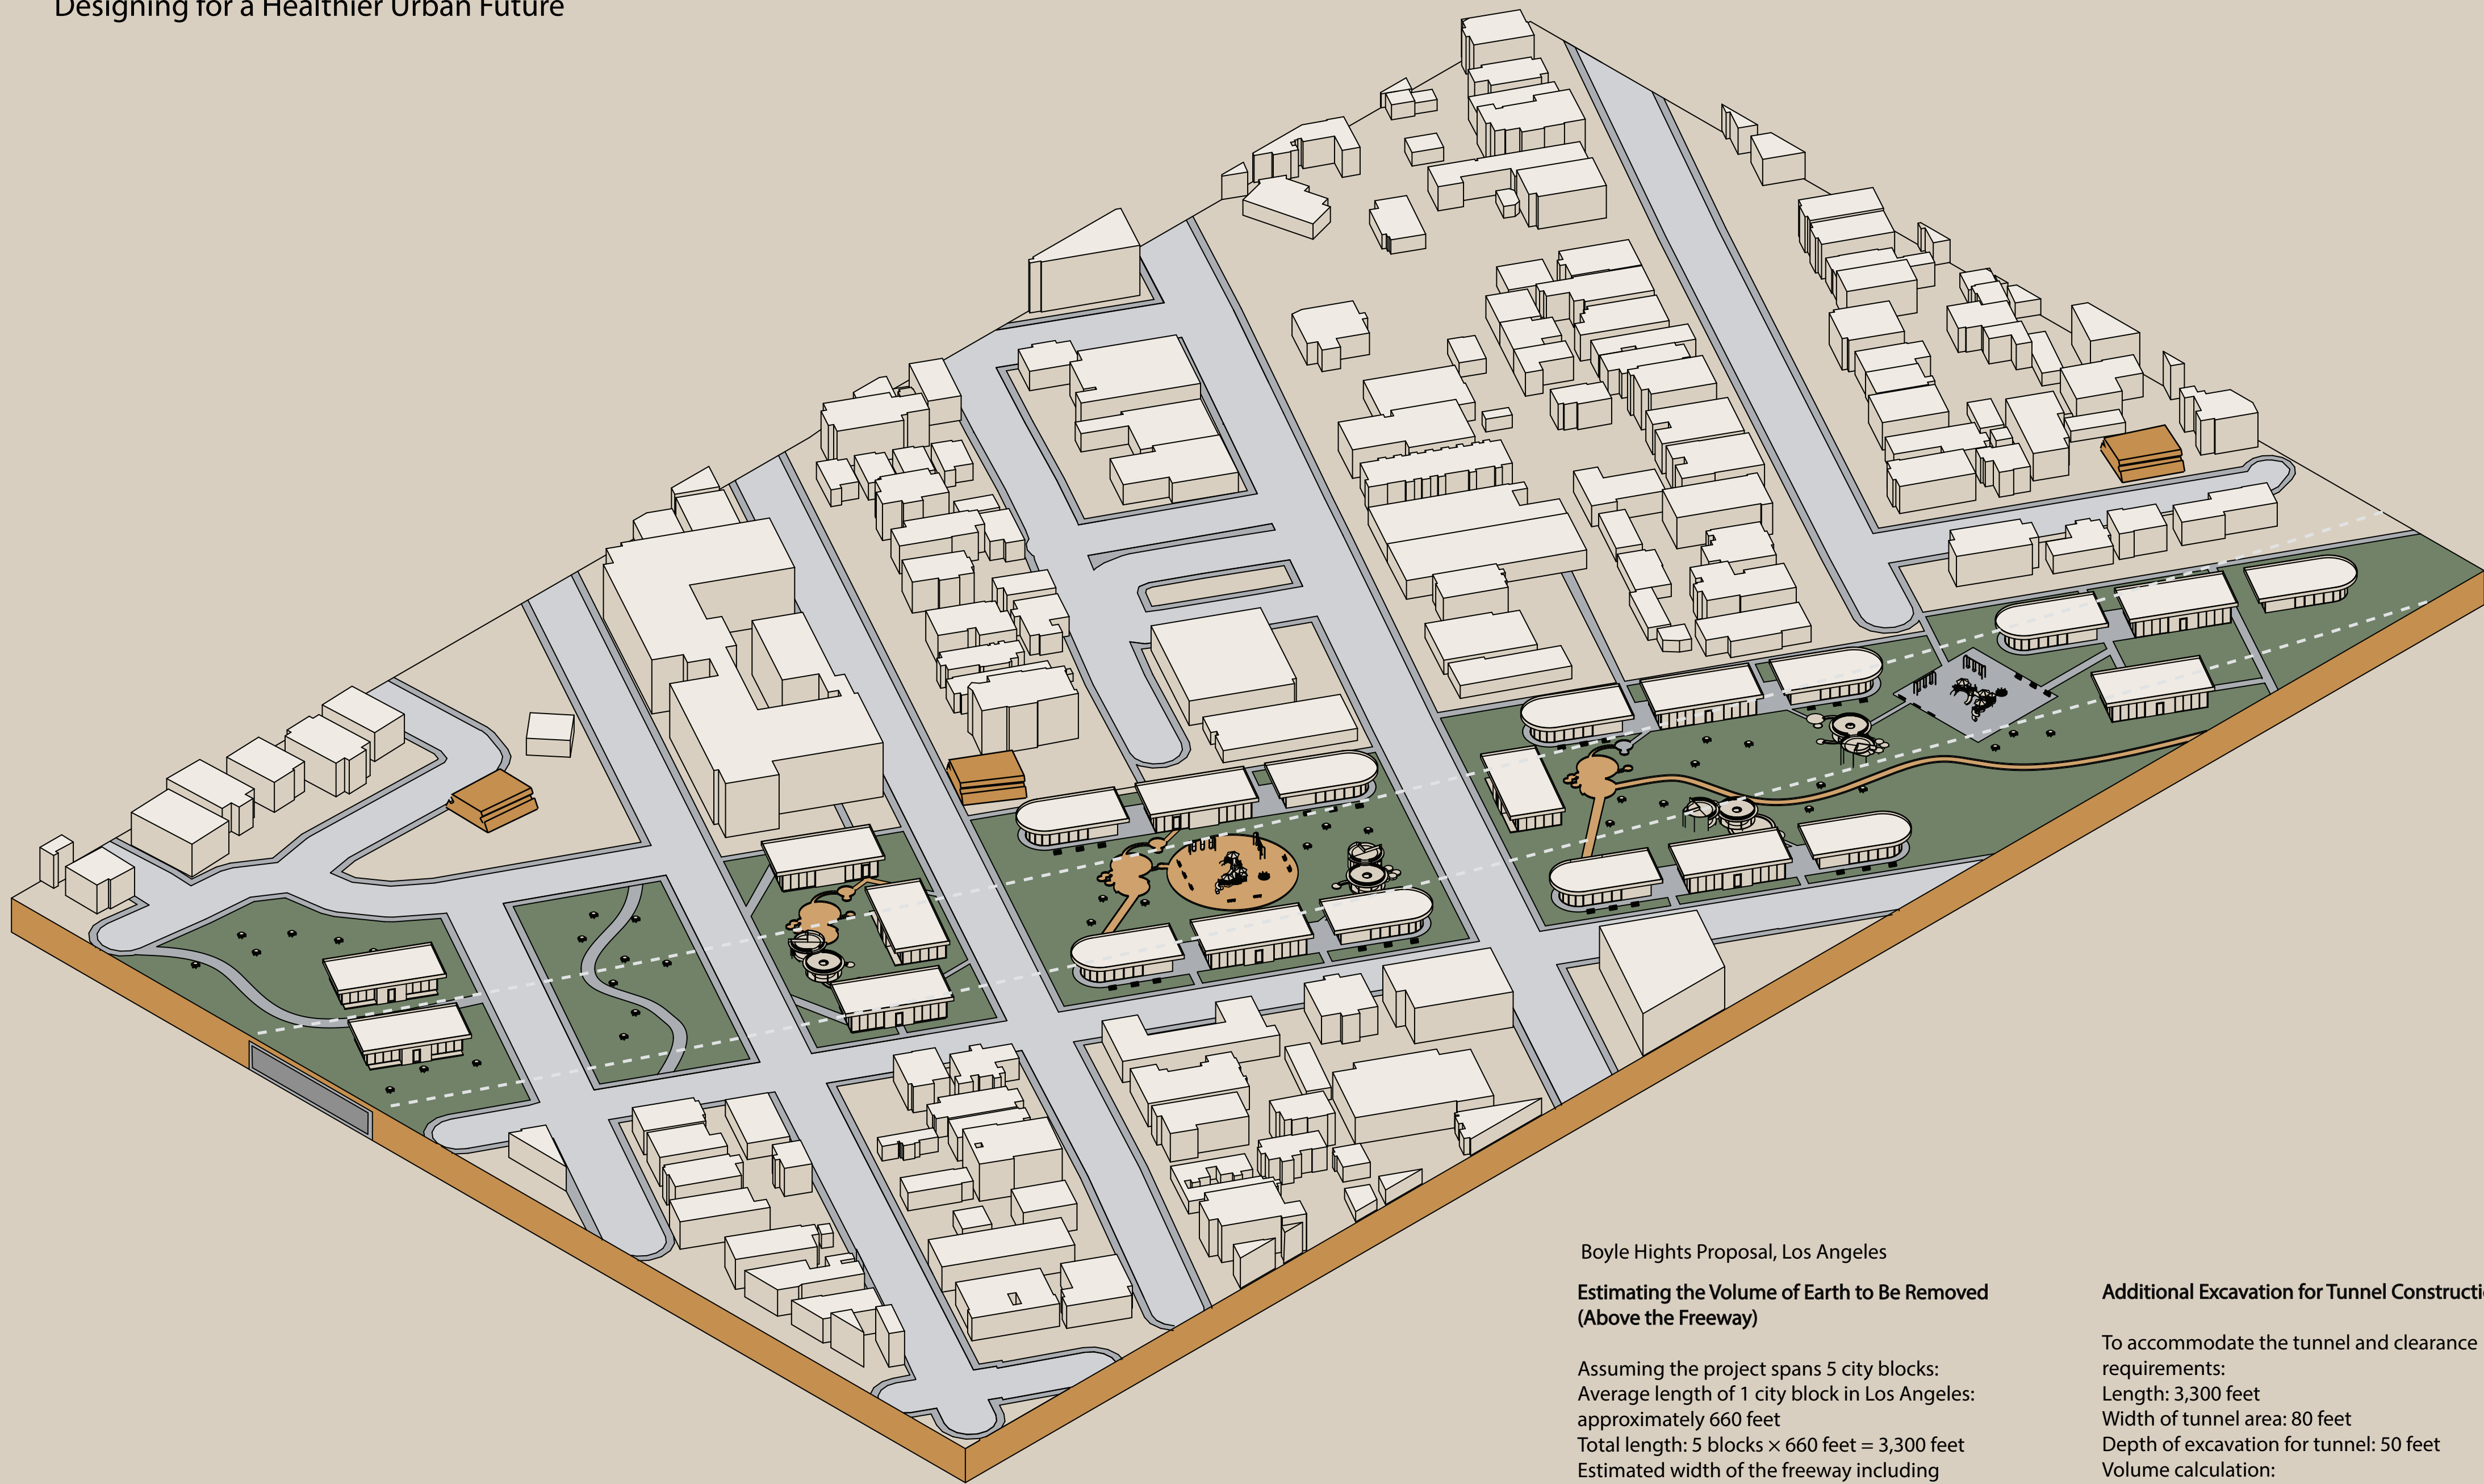 Designing for a Healthier Urban Future
Boyle Hights Proposal, Los Angeles
Estimating the Volume of Earth to Be Removed
(Above the Freeway)
Assuming the project spans 5 city blocks:
Average length of 1 city block in Los Angeles:
approximately 660 feet
Total length: 5 blocks × 660 feet = 3,300 feet
Estimated width of the freeway including
Additional Excavation for Tunnel Constructi
To accommodate the tunnel and clearance
requirements:
Length: 3,300 feet
Width of tunnel area: 80 feet
Depth of excavation for tunnel: 50 feet
Volume calculation: